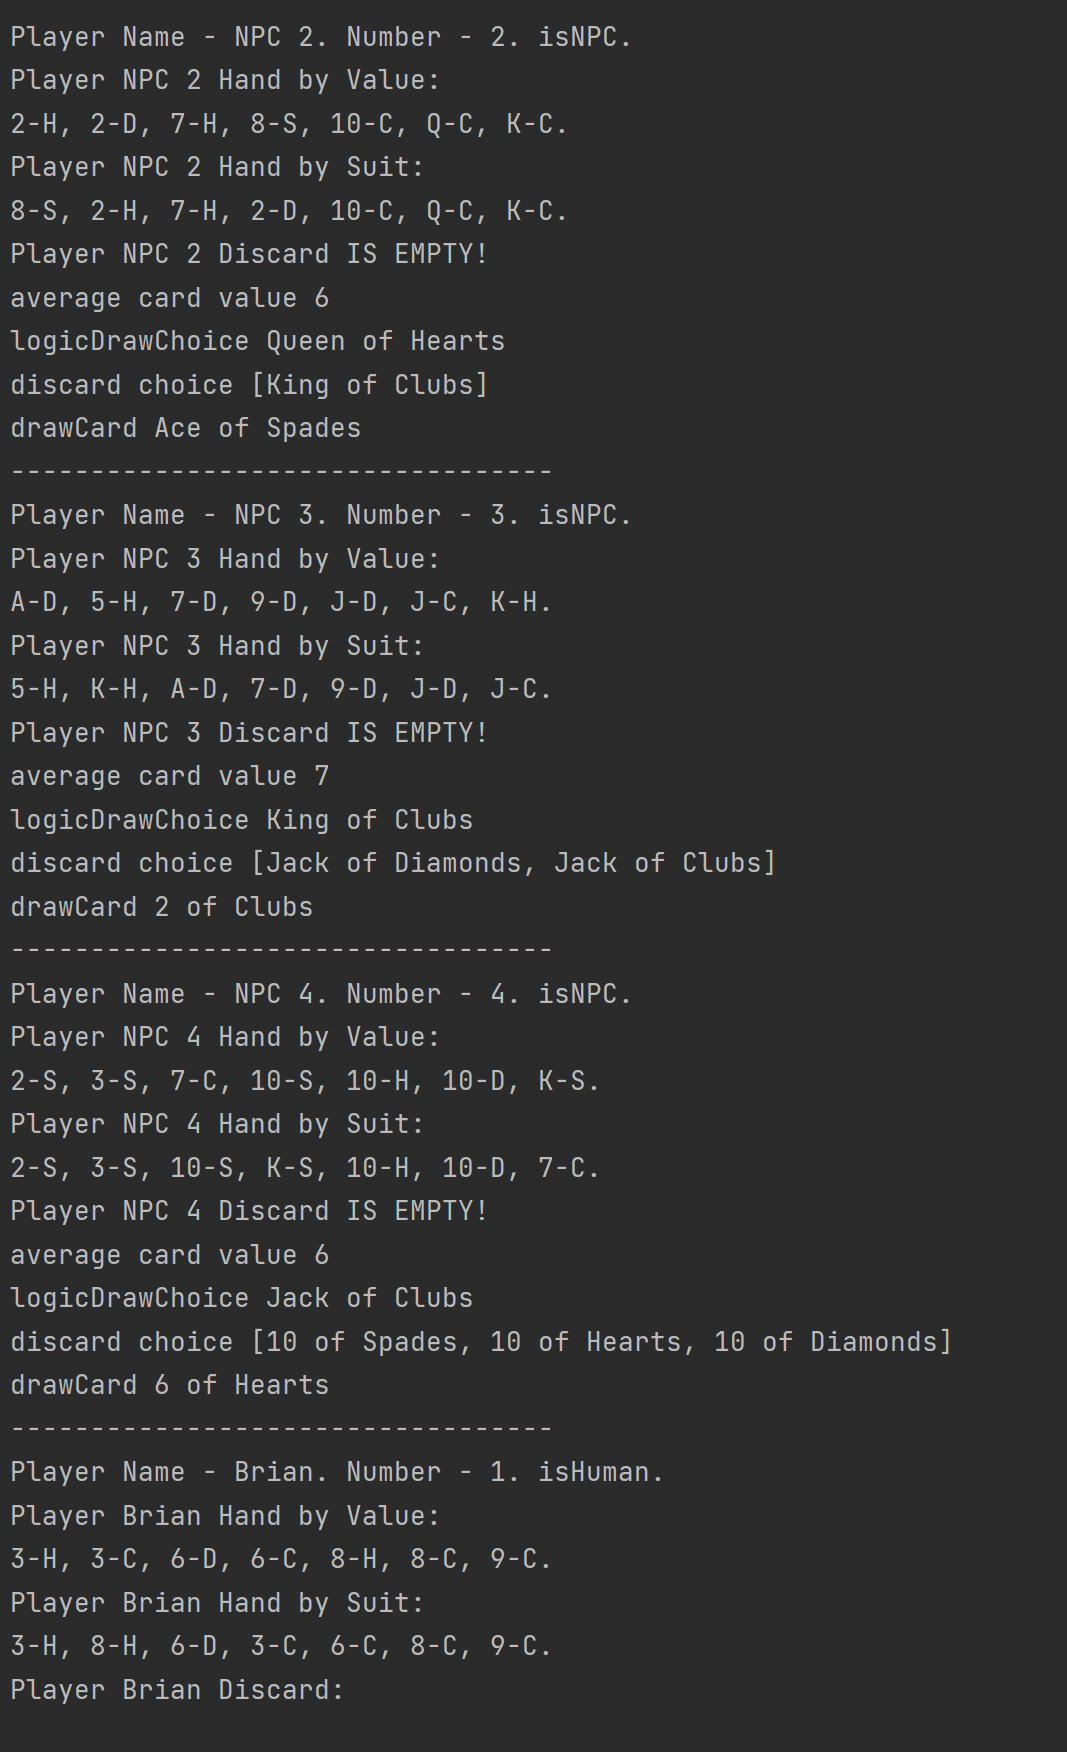 Player Name - NPC 2. Number - 2. isNPC.
Player NPC 2 Hand by Value:
2-H, 2-D, 7-H, 8-S, 10-C, Q-C, K-C.
Player NPC 2 Hand by Suit:
8-S, 2-H, 7-H, 2-D, 10-C, Q-C, K-C.
Player NPC 2 Discard IS EMPTY!
average card value 6
logicDrawChoice Queen of Hearts
discard choice [King of Clubs]
drawCard Ace of Spades
----------------------------------
Player Name - NPC 3. Number - 3. isNPC.
Player NPC 3 Hand by Value:
A-D, 5-H, 7-D, 9-D, J-D, J-C, K-H.
Player NPC 3 Hand by Suit:
5-H, K-H, A-D, 7-D, 9-D, J-D, J-C.
Player NPC 3 Discard IS EMPTY!
average card value 7
logicDrawChoice King of Clubs
discard choice [Jack of Diamonds, Jack of Clubs]
drawCard 2 of Clubs
----------------------------------
Player Name - NPC 4. Number - 4. isNPC.
Player NPC 4 Hand by Value:
2-S, 3-S, 7-C, 10-S, 10-H, 10-D, K-S.
Player NPC 4 Hand by Suit:
2-S, 3-S, 10-S, K-S, 10-H, 10-D, 7-C.
Player NPC 4 Discard IS EMPTY!
average card value 6
logicDrawChoice Jack of Clubs
discard choice [10 of Spades, 10 of Hearts, 10 of Diamonds]
drawCard 6 of Hearts
----------------------------------
Player Name - Brian. Number - 1. isHuman.
Player Brian Hand by Value:
3-H, 3-C, 6-D, 6-C, 8-H, 8-C, 9-C.
Player Brian Hand by Suit:
3-H, 8-H, 6-D, 3-C, 6-C, 8-C, 9-C.
Player Brian Discard: